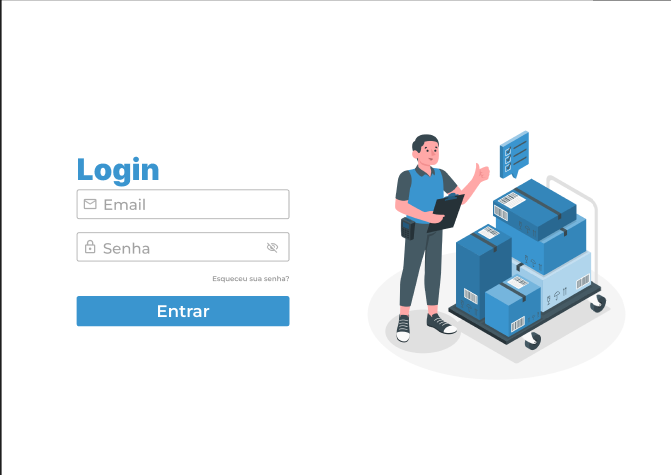 Login
Email
Senha
Esqueceu sua senha?
Entrar